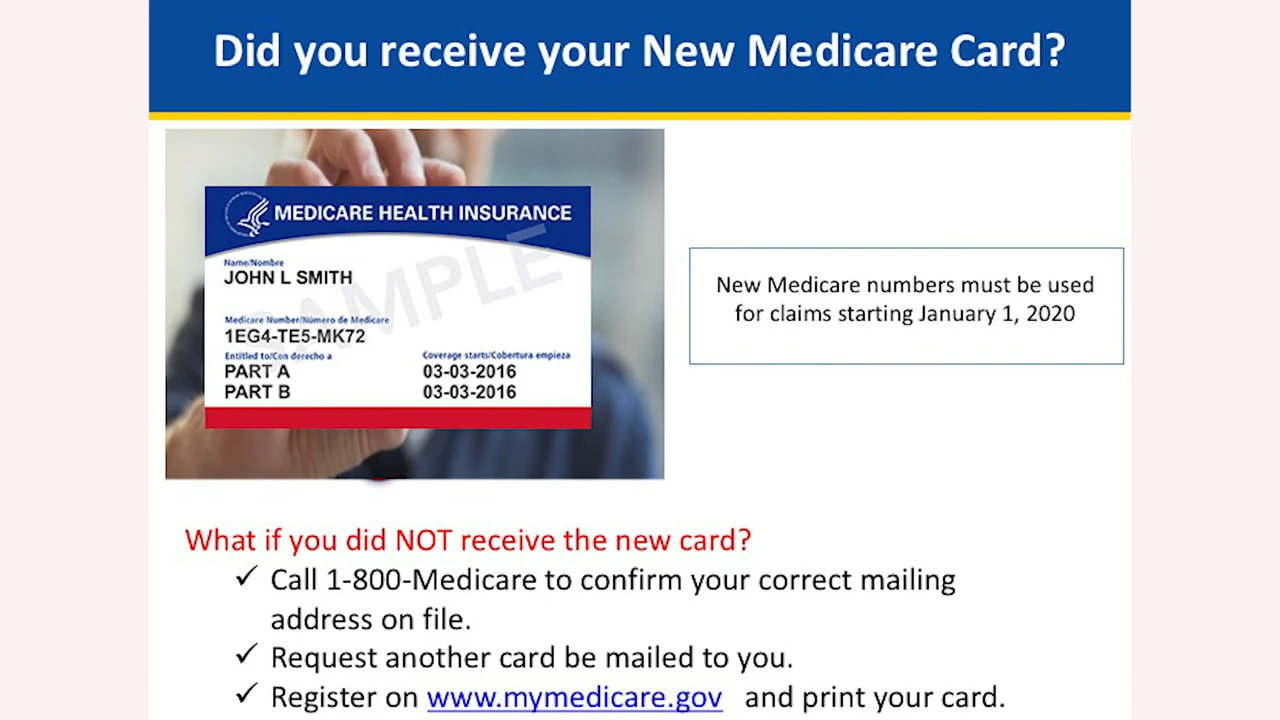 Did you receive your New Medicare Card?
MEDICARE HEALTH INSURANCE
Name/Nombre
JOHN L SMITH
SAMPLE
Medicare Number/Número de Medicare
1EG4-TE5-MK72
Entitled to/Con derecho a
Coverage starts/Cobertura empieza
PART A
03-03-2016
PART B
03-03-2016
New Medicare numbers must be used
for claims starting January 1, 2020
What if you did NOT receive the new card?
✓ Call 1-800-Medicare to confirm your correct mailing
address on file.
✓ Request another card be mailed to you.
✓ Register on www.mymedicare.gov and print your card.